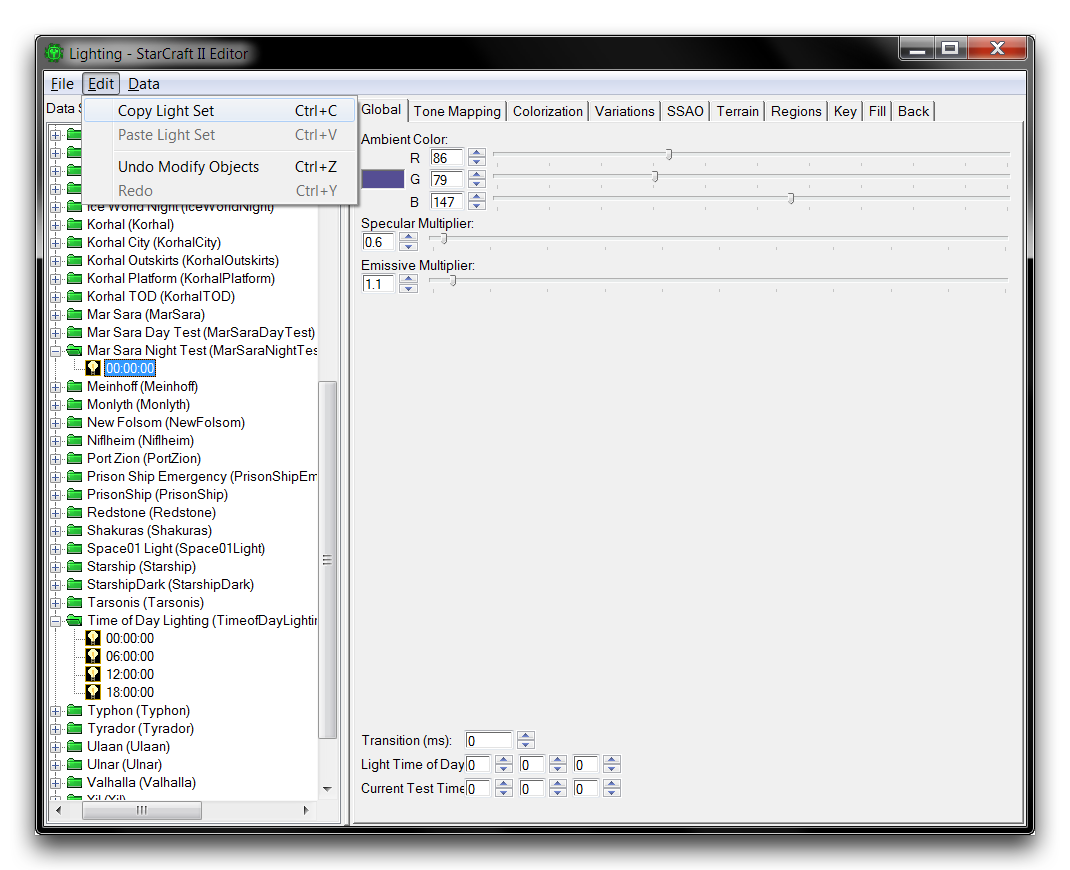 Lighting - StarCraft II Editor
File Edit Data
Data
Copy Light Set Ctrl+C
Paste Light Set Ctrl+V
Undo Modify Objects Ctrl+Z
Redo Ctrl+Y
Ice World Night (IceWorldNight)
Korhal (Korhal)
Korhal City (KorhalCity)
Korhal Outskirts (KorhalOutskirts)
Korhal Platform (KorhalPlatform)
Korhal TOD (KorhalTOD)
Mar Sara (MarSara)
Mar Sara Day Test (MarSaraDayTest)
Mar Sara Night Test (MarSaraNightTes
00:00:00
Meinhoff (Meinhoff)
Monlyth (Monlyth)
New Folsom (NewFolsom)
Niflheim (Niflheim)
Port Zion (PortZion)
Prison Ship Emergency (PrisonShipEm
PrisonShip (PrisonShip)
Redstone (Redstone)
Shakuras (Shakuras)
Space01 Light (Space01Light)
Starship (Starship)
StarshipDark (StarshipDark)
Tarsonis (Tarsonis)
Time of Day Lighting (TimeofDayLightin
00:00:00
06:00:00
12:00:00
18:00:00
Typhon (Typhon)
Tyrador (Tyrador)
Ulaan (Ulaan)
Ulnar (Ulnar)
Valhalla (Valhalla)
Xil (Xil)
Global Tone Mapping Colorization Variations SSAO Terrain Regions Key Fill Back
Ambient Color:
R 86
G 79
B 147
Specular Multiplier:
0.6
Emissive Multiplier:
1.1
Transition (ms): 0
Light Time of Day 0 0 0
Current Test Time 0 0 0